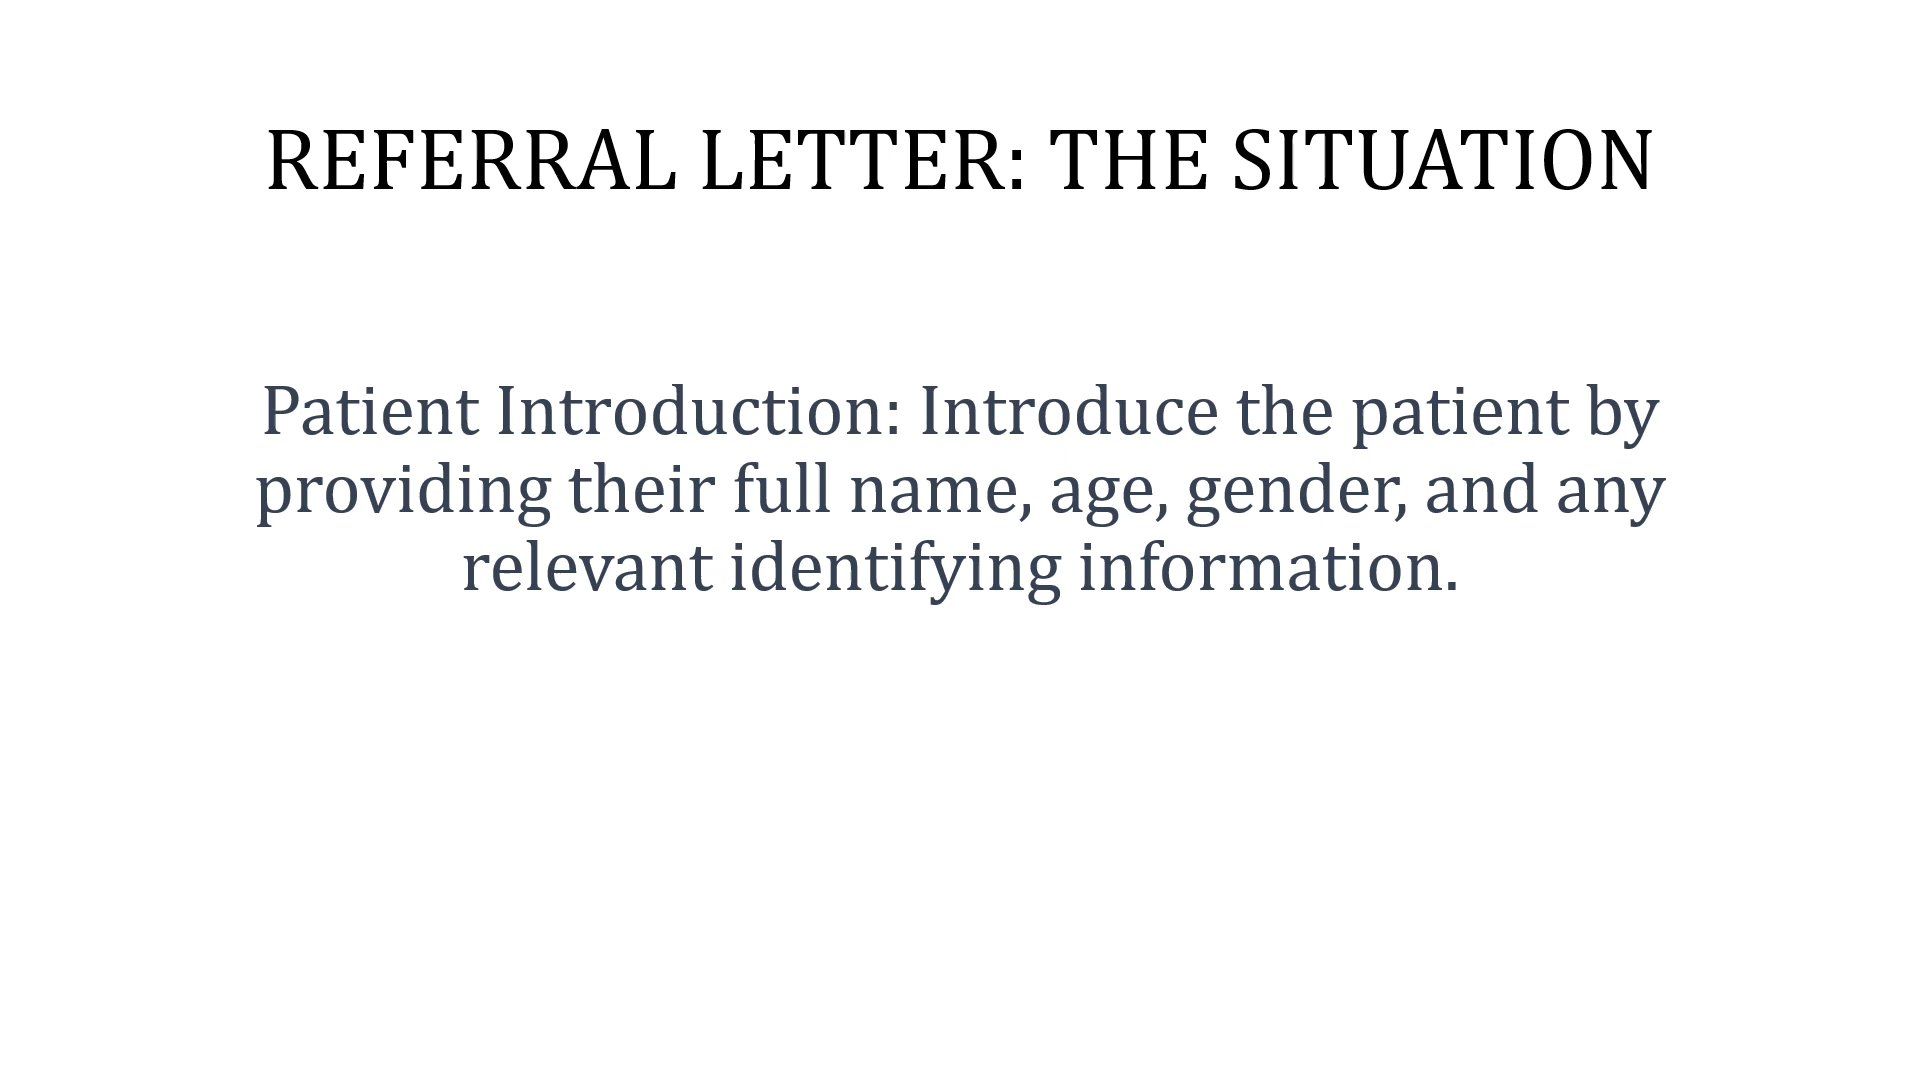 REFERRAL LETTER: THE SITUATION
Patient Introduction: Introduce the patient by
providing their full name, age, gender, and any
relevant identifying information.